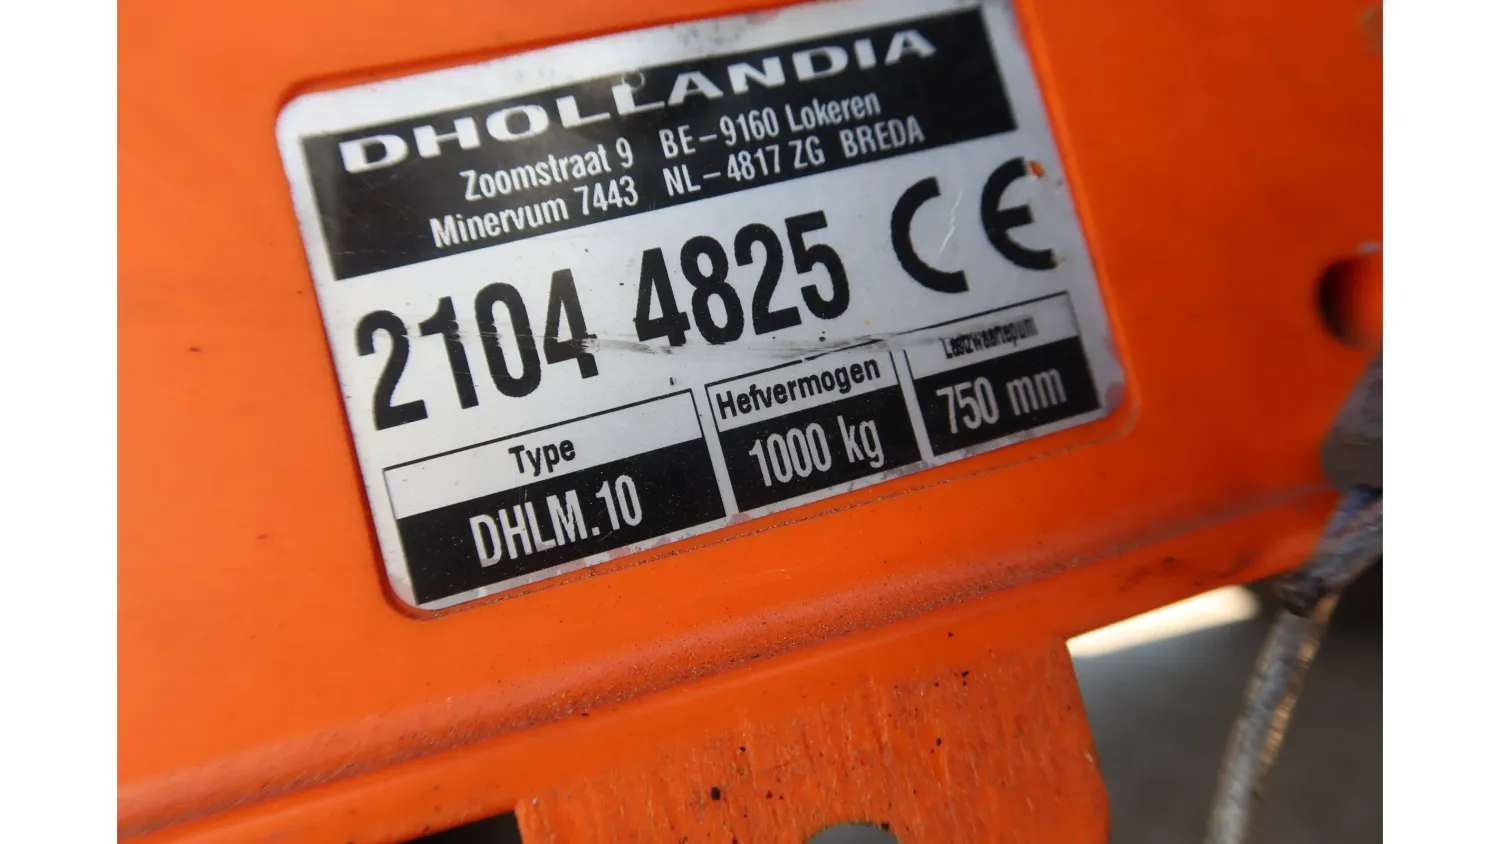 DHOLLANDIA
Zoomstraat 9 BE-9160 Lokeren
Minervum 7443 NL-4817 ZG BREDA
2104 4825 CE
Type
DHLM.10
Hefvermogen
1000 kg
Lastzwaartepunt
750 mm